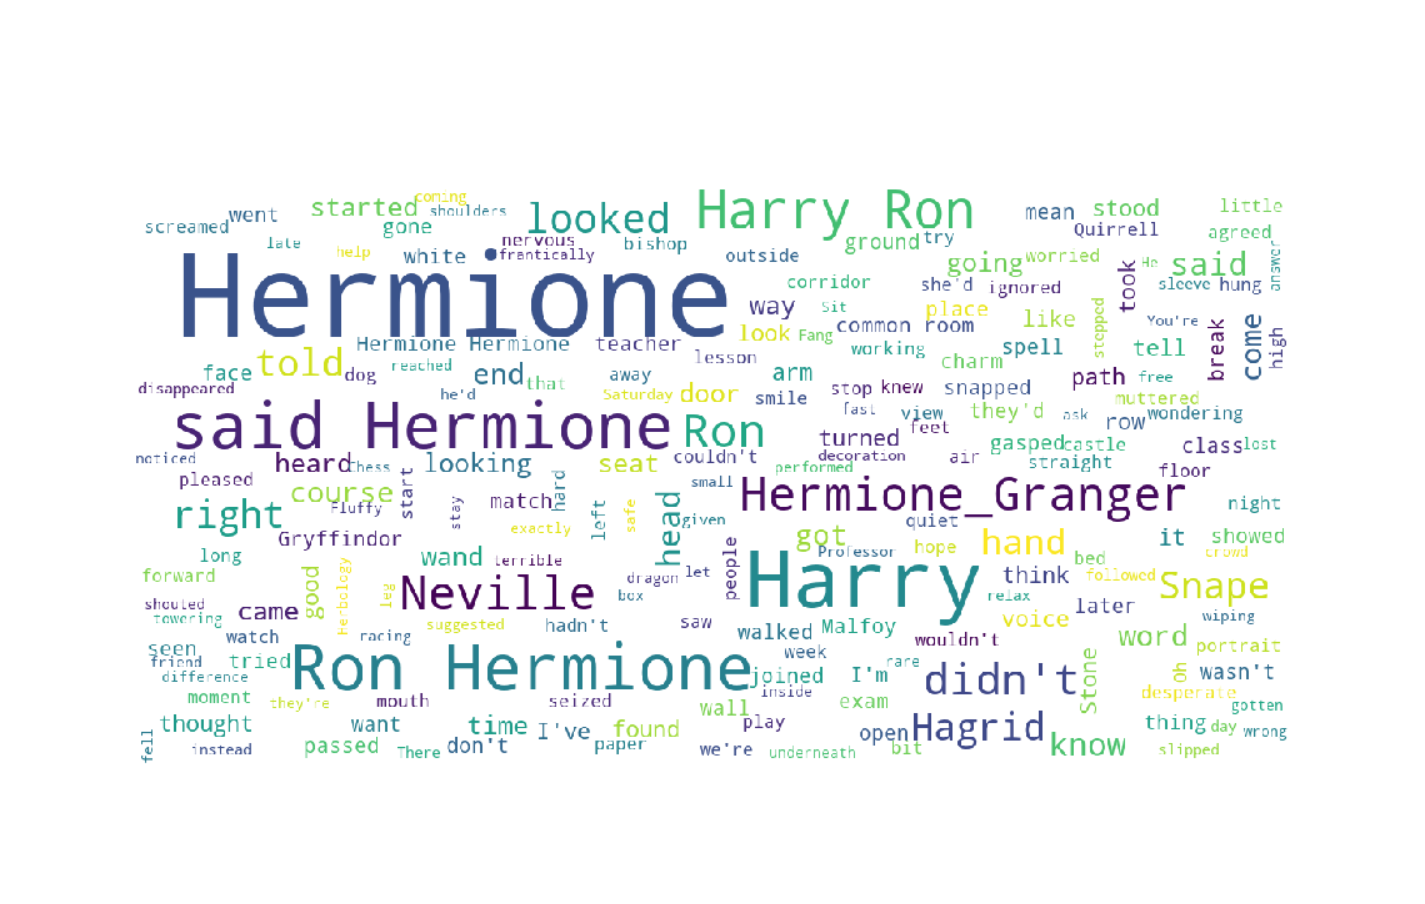 coming
screamed went started gone shoulders looked Harry Ron mean stood little
late nervous bishop ground try Quirrell agreed
help white frantically outside going worried He said answer
Hermione corridor she'd ignored took sleeve hung
way Sit place like stepped You're come high
Hermione Hermione teacher look Fang common room working spell tell break
face told dog reached end that lesson away arm charm path free
disappeared he'd Saturday door smile stop knew snapped muttered
said Hermione Ron fast view feet they'd ask row wondering
turned gasped castle class lost
noticed heard Chess looking seat couldn't decoration air straight floor
pleased course start hard small performed
right Fluffy stay match left safe head given Hermione_Granger night
Gryffindor exactly quiet
long wand terrible people got Professor hope hand it showed crowd
forward good Herbology leg Neville dragon let Harry think bed followed Snape
shouted came box relax later wiping
towering suggested hadn't saw walked Malfoy voice
seen watch racing wouldn't word portrait
friend tried Ron Hermione joined week I'm rare didn't Stone Oh wasn't
difference inside
moment they're mouth seized wall exam desperate gotten
thought want time I've found play open Hagrid thing day wrong
fell instead passed There don't paper we're underneath bit know slipped